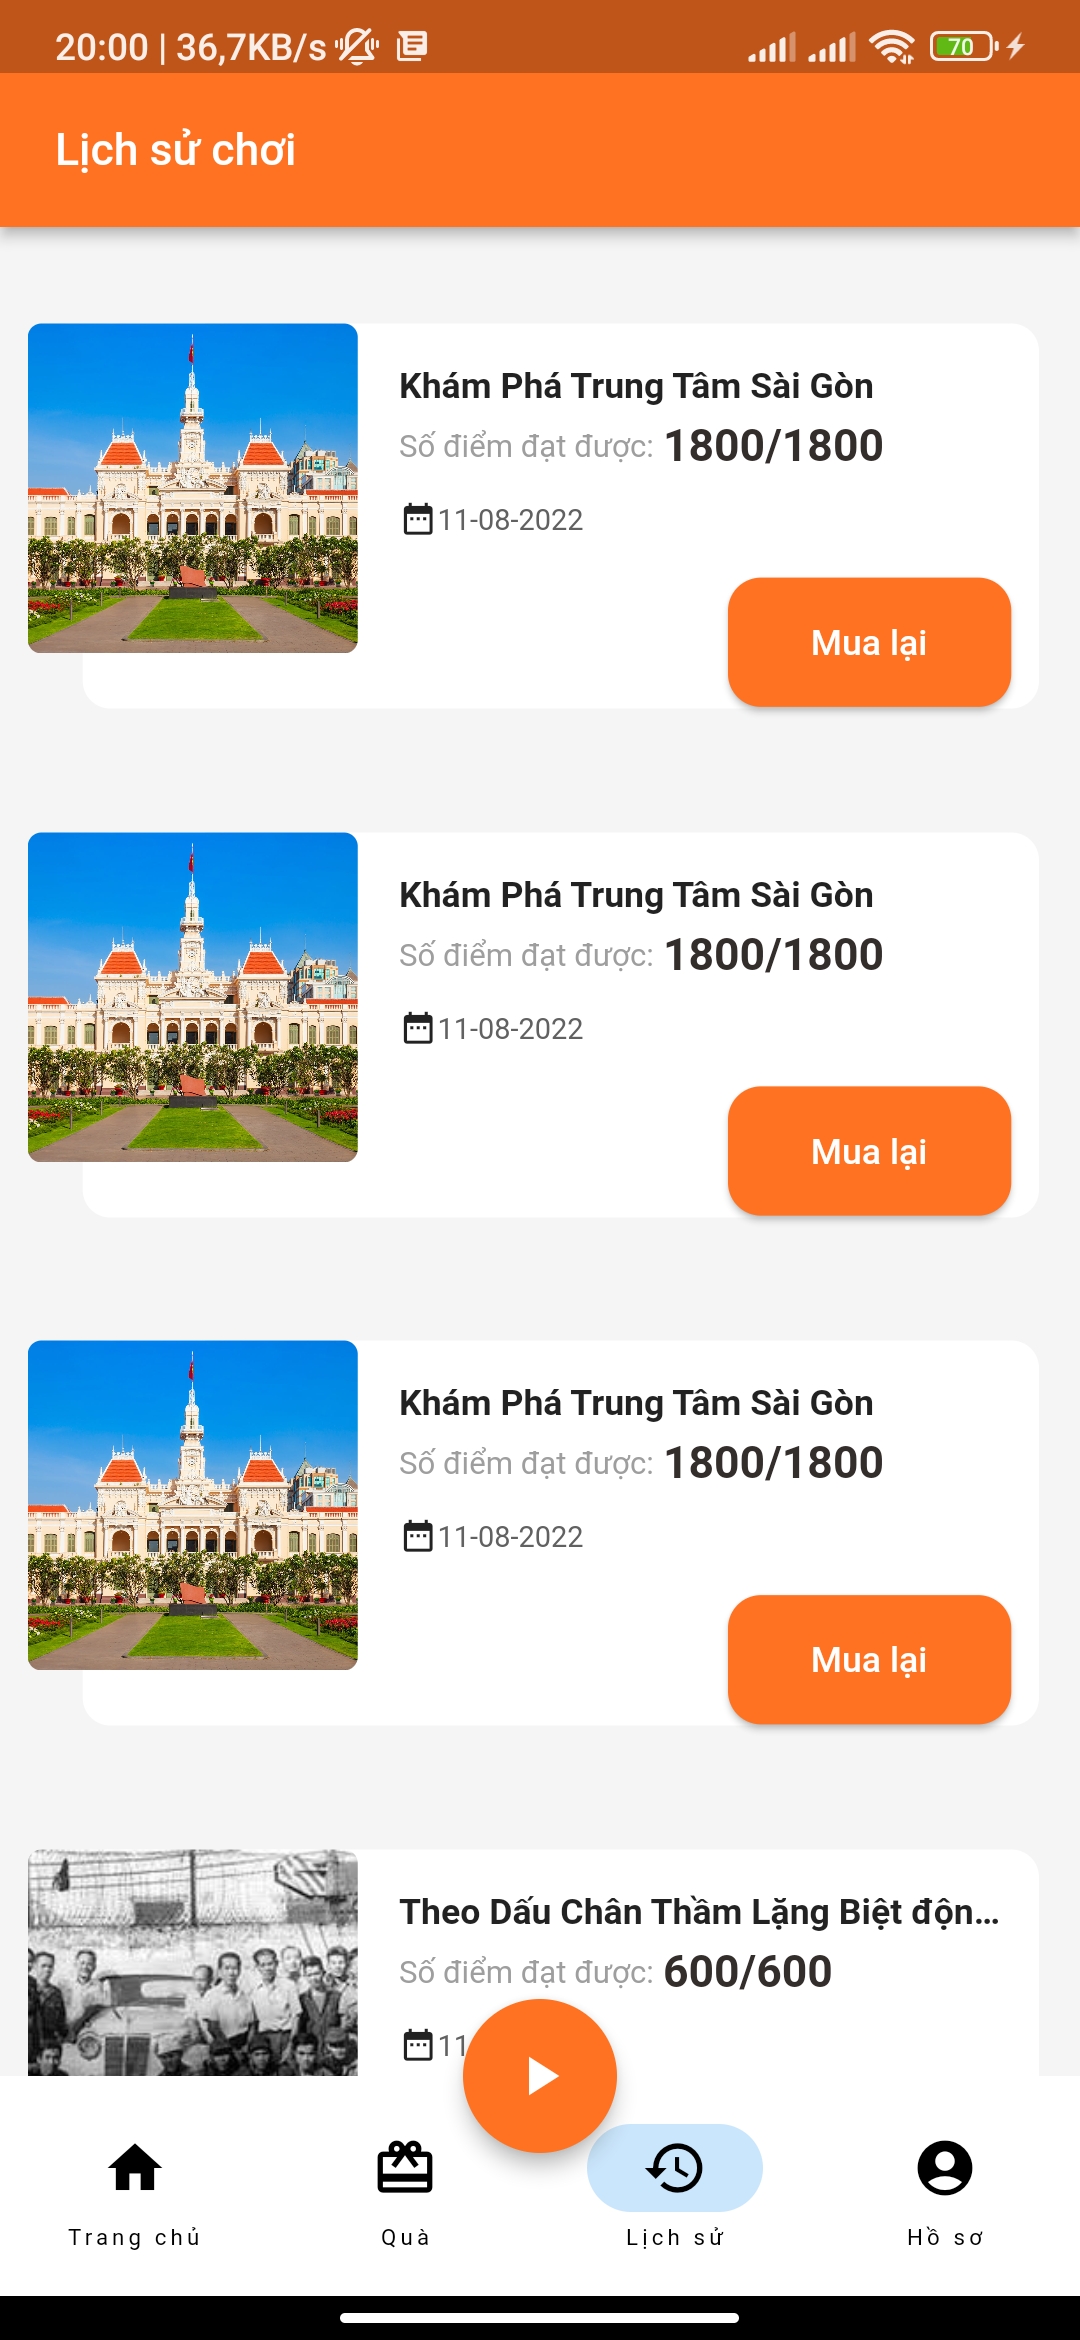 20:00 | 36,7KB/s
70
Lịch sử chơi
Khám Phá Trung Tâm Sài Gòn
Số điểm đạt được: 1800/1800
11-08-2022
Mua lại
Khám Phá Trung Tâm Sài Gòn
Số điểm đạt được: 1800/1800
11-08-2022
Mua lại
Khám Phá Trung Tâm Sài Gòn
Số điểm đạt được: 1800/1800
11-08-2022
Mua lại
Theo Dấu Chân Thầm Lặng Biệt độn...
Số điểm đạt được: 600/600
11
Trang chủ
Quà
Lịch sử
Hồ sơ